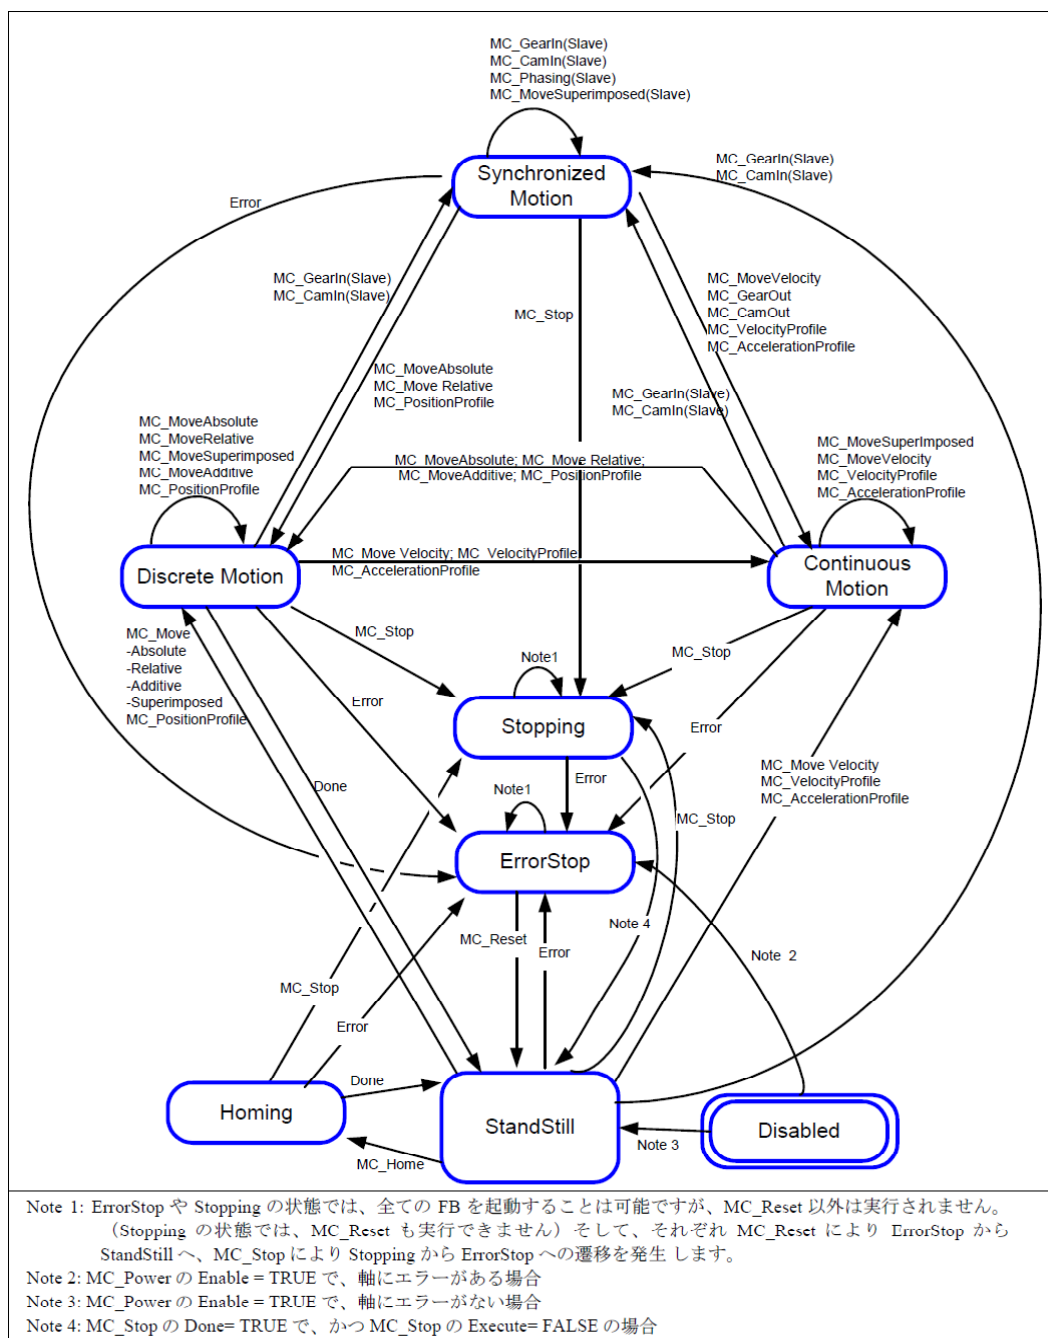 MC_GearIn(Slave)
MC_CamIn(Slave)
MC_Phasing(Slave)
MC_MoveSuperimposed(Slave)
MC_GearIn(Slave)
MC_CamIn(Slave)
Synchronized
Motion
Error
MC_GearIn(Slave)
MC_CamIn(Slave)
MC_MoveVelocity
MC_GearOut
MC_CamOut
MC_VelocityProfile
MC_AccelerationProfile
MC_Stop
MC_MoveAbsolute
MC_Move Relative
MC_PositionProfile
MC_GearIn(Slave)
MC_CamIn(Slave)
MC_MoveAbsolute
MC_MoveRelative
MC_MoveSuperimposed
MC_MoveAdditive
MC_PositionProfile
MC_MoveAbsolute; MC_Move Relative;
MC_MoveAdditive; MC_PositionProfile
MC_MoveSuperImposed
MC_MoveVelocity
MC_VelocityProfile
MC_AccelerationProfile
Discrete Motion
MC_Move Velocity; MC_VelocityProfile
MC_AccelerationProfile
Continuous
Motion
MC_Move
-Absolute
-Relative
-Additive
-Superimposed
MC_PositionProfile
MC_Stop
Note1
MC_Stop
Error
Stopping
Error
Done
Note1
Error
MC_Move Velocity
MC_VelocityProfile
MC_AccelerationProfile
MC_Stop
ErrorStop
MC_Reset
Error
Note 4
Note 2
MC_Stop
Error
Done
Homing
StandStill
Disabled
Note 3
MC_Home
Note 1: ErrorStop や Stopping の状態では、全ての FB を起動することは可能ですが、MC_Reset 以外は実行されません。
（Stopping の状態では、MC_Reset も実行できません）そして、それぞれ MC_Reset により ErrorStop から
StandStill へ、MC_Stop により Stopping から ErrorStop への遷移を発生 します。
Note 2: MC_Power の Enable = TRUE で、軸にエラーがある場合
Note 3: MC_Power の Enable = TRUE で、軸にエラーがない場合
Note 4: MC_Stop の Done= TRUE で、かつ MC_Stop の Execute= FALSE の場合